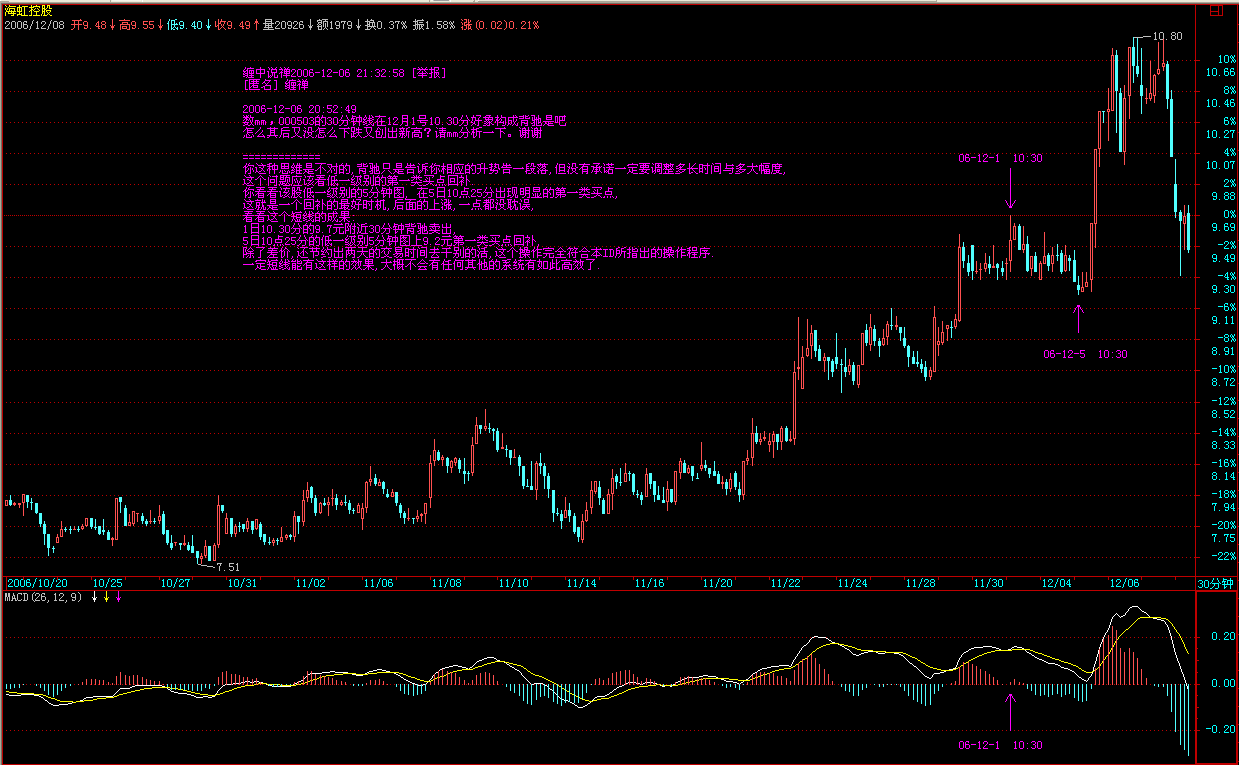 海虹控股
2006/12/08 开9.48↓高9.55↓低9.40↓收9.49↑量20926↓额1979↓换0.37% 振1.58% 涨(0.02)0.21%
10.80
缠中说禅2006-12-06 21:32:58 [举报]
[匿名] 缠禅
2006-12-06 20:52:49
数mm，000503的30分钟线在12月1号10.30分好象构成背驰是吧
怎么其后又没怎么下跌又创出新高？请mm分析一下。谢谢
============
你这种思维是不对的,背驰只是告诉你相应的升势告一段落,但没有承诺一定要调整多长时间与多大幅度,
这个问题应该看低一级别的第一类买点回补.
你看看该股低一级别的5分钟图, 在5日10点25分出现明显的第一类买点,
这就是一个回补的最好时机,后面的上涨,一点都没耽误,
看看这个短线的成果:
1日10.30分的9.7元附近30分钟背驰卖出,
5日10点25分的低一级别5分钟图上9.2元第一类买点回补,
除了差价,还节约出两天的交易时间去干别的活,这个操作完全符合本ID所指出的操作程序.
一定短线能有这样的效果,大概不会有任何其他的系统有如此高效了.
06-12-1 10:30
06-12-5 10:30
7.51
10%
10.66
8%
10.46
6%
10.27
4%
10.07
2%
9.88
0%
9.69
-2%
9.49
-4%
9.30
-6%
9.11
-8%
8.91
-10%
8.72
-12%
8.52
-14%
8.33
-16%
8.14
-18%
7.94
-20%
7.75
-22%
2006/10/20 10/25 10/27 10/31 11/02 11/06 11/08 11/10 11/14 11/16 11/20 11/22 11/24 11/28 11/30 12/04 12/06 30分钟
MACD(26,12,9) ↓ ↓ ↓
0.20
0.00
-0.20
06-12-1 10:30